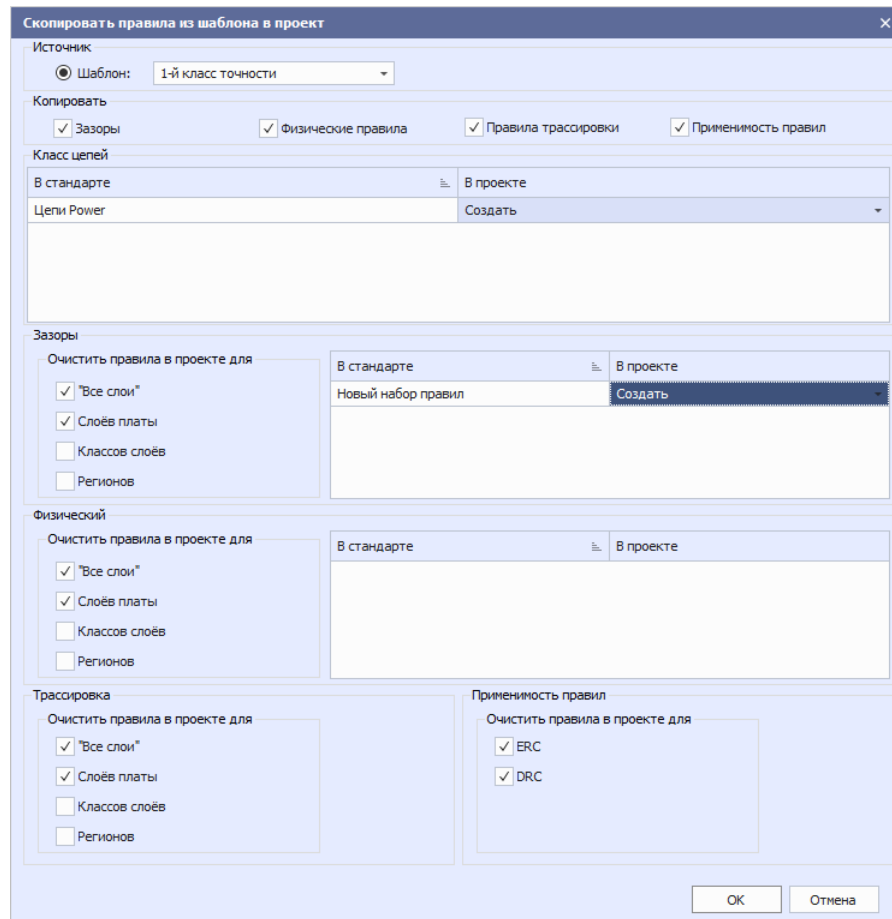 Скопировать правила из шаблона в проект
Источник
Шаблон: 1-й класс точности
Копировать
Зазоры Физические правила Правила трассировки Применимость правил
Класс цепей
В стандарте В проекте
Цепи Power Создать
Зазоры
Очистить правила в проекте для
"Все слои"
Слоёв платы
Классов слоёв
Регионов
В стандарте В проекте
Новый набор правил Создать
Физический
Очистить правила в проекте для
"Все слои"
Слоёв платы
Классов слоёв
Регионов
В стандарте В проекте
Трассировка
Очистить правила в проекте для
"Все слои"
Слоёв платы
Классов слоёв
Регионов
Применимость правил
Очистить правила в проекте для
ERC
DRC
OK Отмена